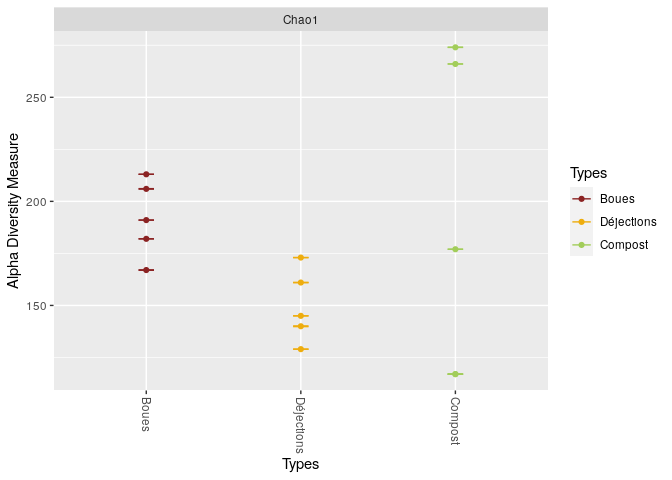 Chao1
Alpha Diversity Measure
250
200
150
Boues
Déjections
Compost
Types
Types
Boues
Déjections
Compost